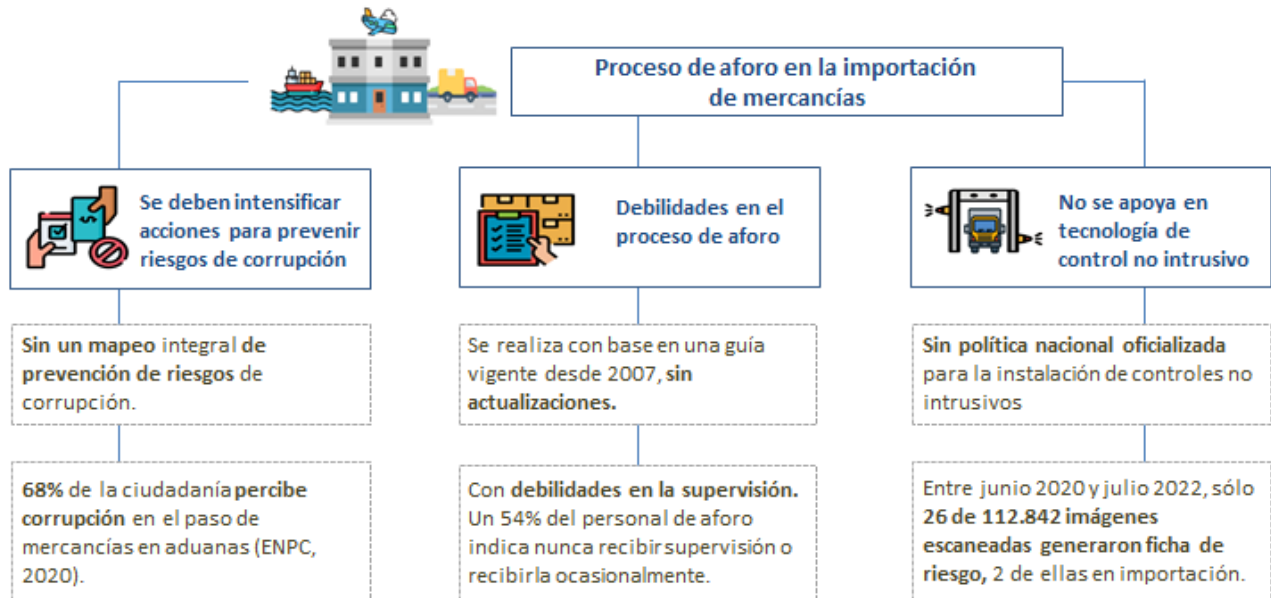 Proceso de aforo en la importación
de mercancías
Se deben intensificar
acciones para prevenir
riesgos de corrupción
Sin un mapeo integral de
prevención de riesgos de
corrupción.
68% de la ciudadanía percibe
corrupción en el paso de
mercancías en aduanas (ENPC,
2020).
Debilidades en el
proceso de aforo
Se realiza con base en una guía
vigente desde 2007, sin
actualizaciones.
Con debilidades en la supervisión.
Un 54% del personal de aforo
indica nunca recibir supervisión o
recibirla ocasionalmente.
No se apoya en
tecnología de
control no intrusivo
Sin política nacional oficializada
para la instalación de controles no
intrusivos
Entre junio 2020 y julio 2022, sólo
26 de 112.842 imágenes
escaneadas generaron ficha de
riesgo, 2 de ellas en importación.